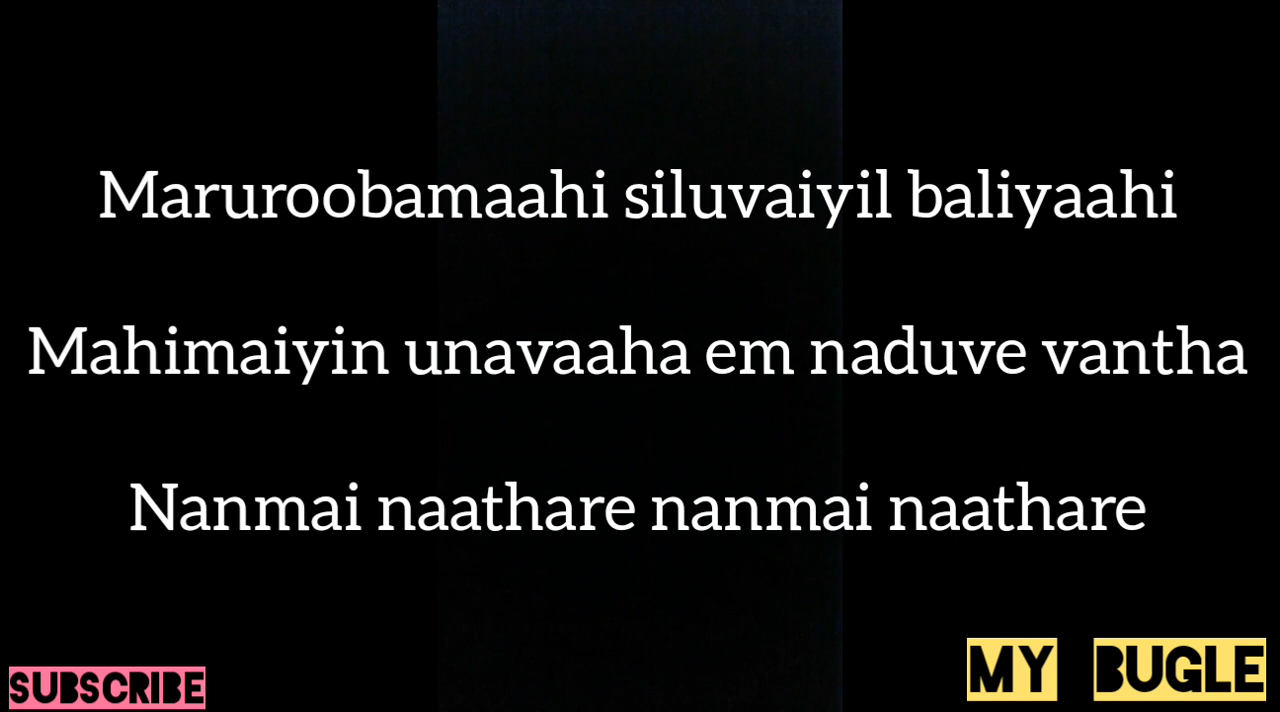 Maruroobamaahi siluvaiyil baliyaahi
Mahimaiyin unavaaha em naduve vantha
Nanmai naathare nanmai naathare
SUBSCRIBE
MY BUGLE